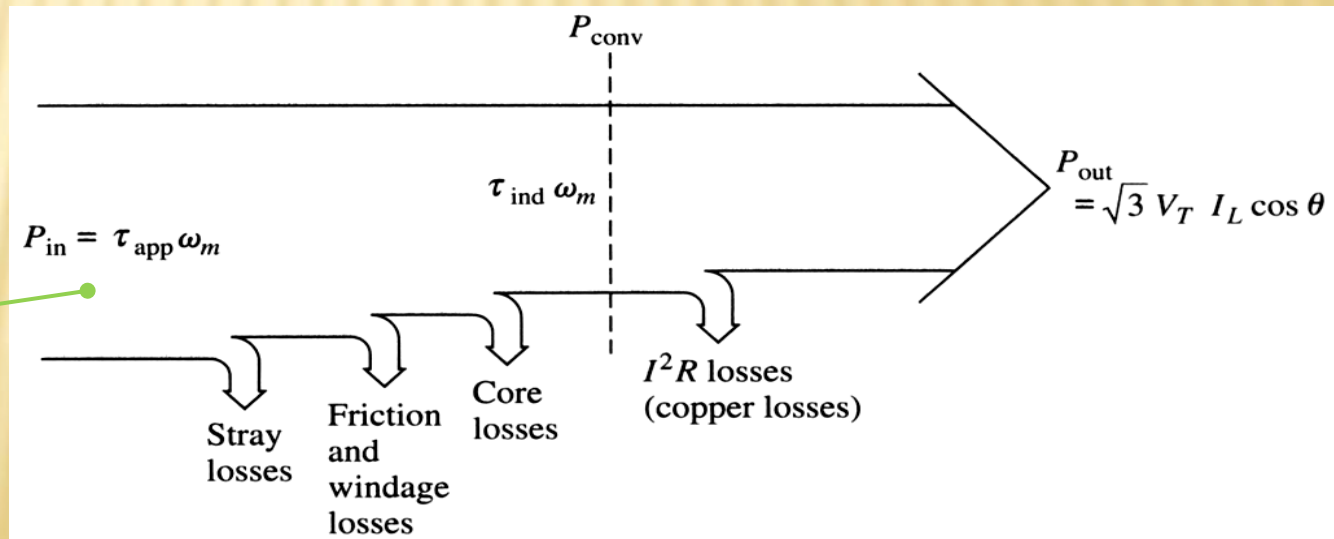 P_conv
τ_ind ω_m
P_in = τ_app ω_m
P_out
= √3 V_T I_L cos θ
Stray
losses
Friction
and
windage
losses
Core
losses
I²R losses
(copper losses)